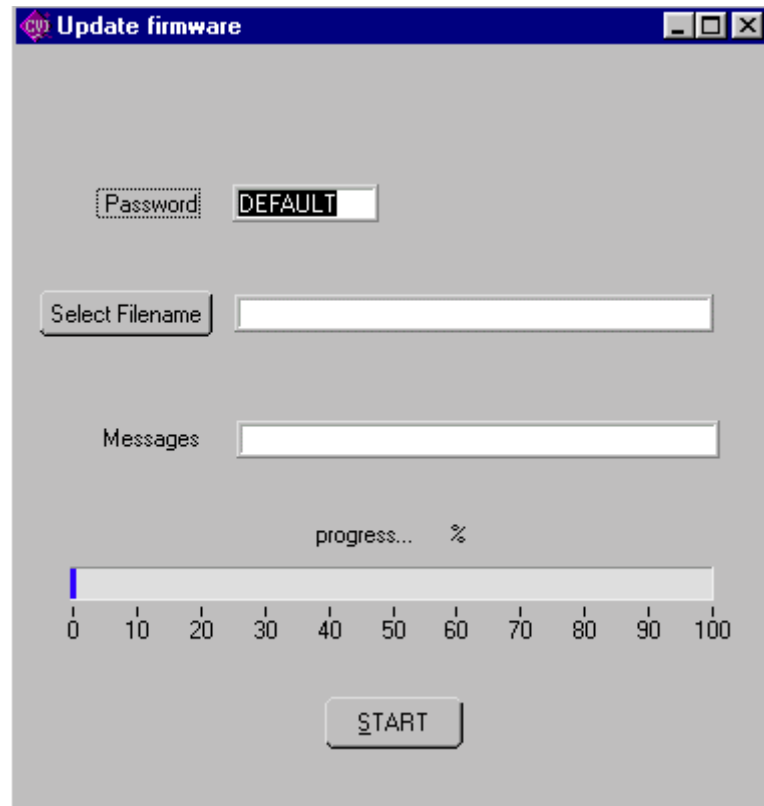 CVI Update firmware
Password DEFAULT
Select Filename
Messages
progress... %
0 10 20 30 40 50 60 70 80 90 100
START